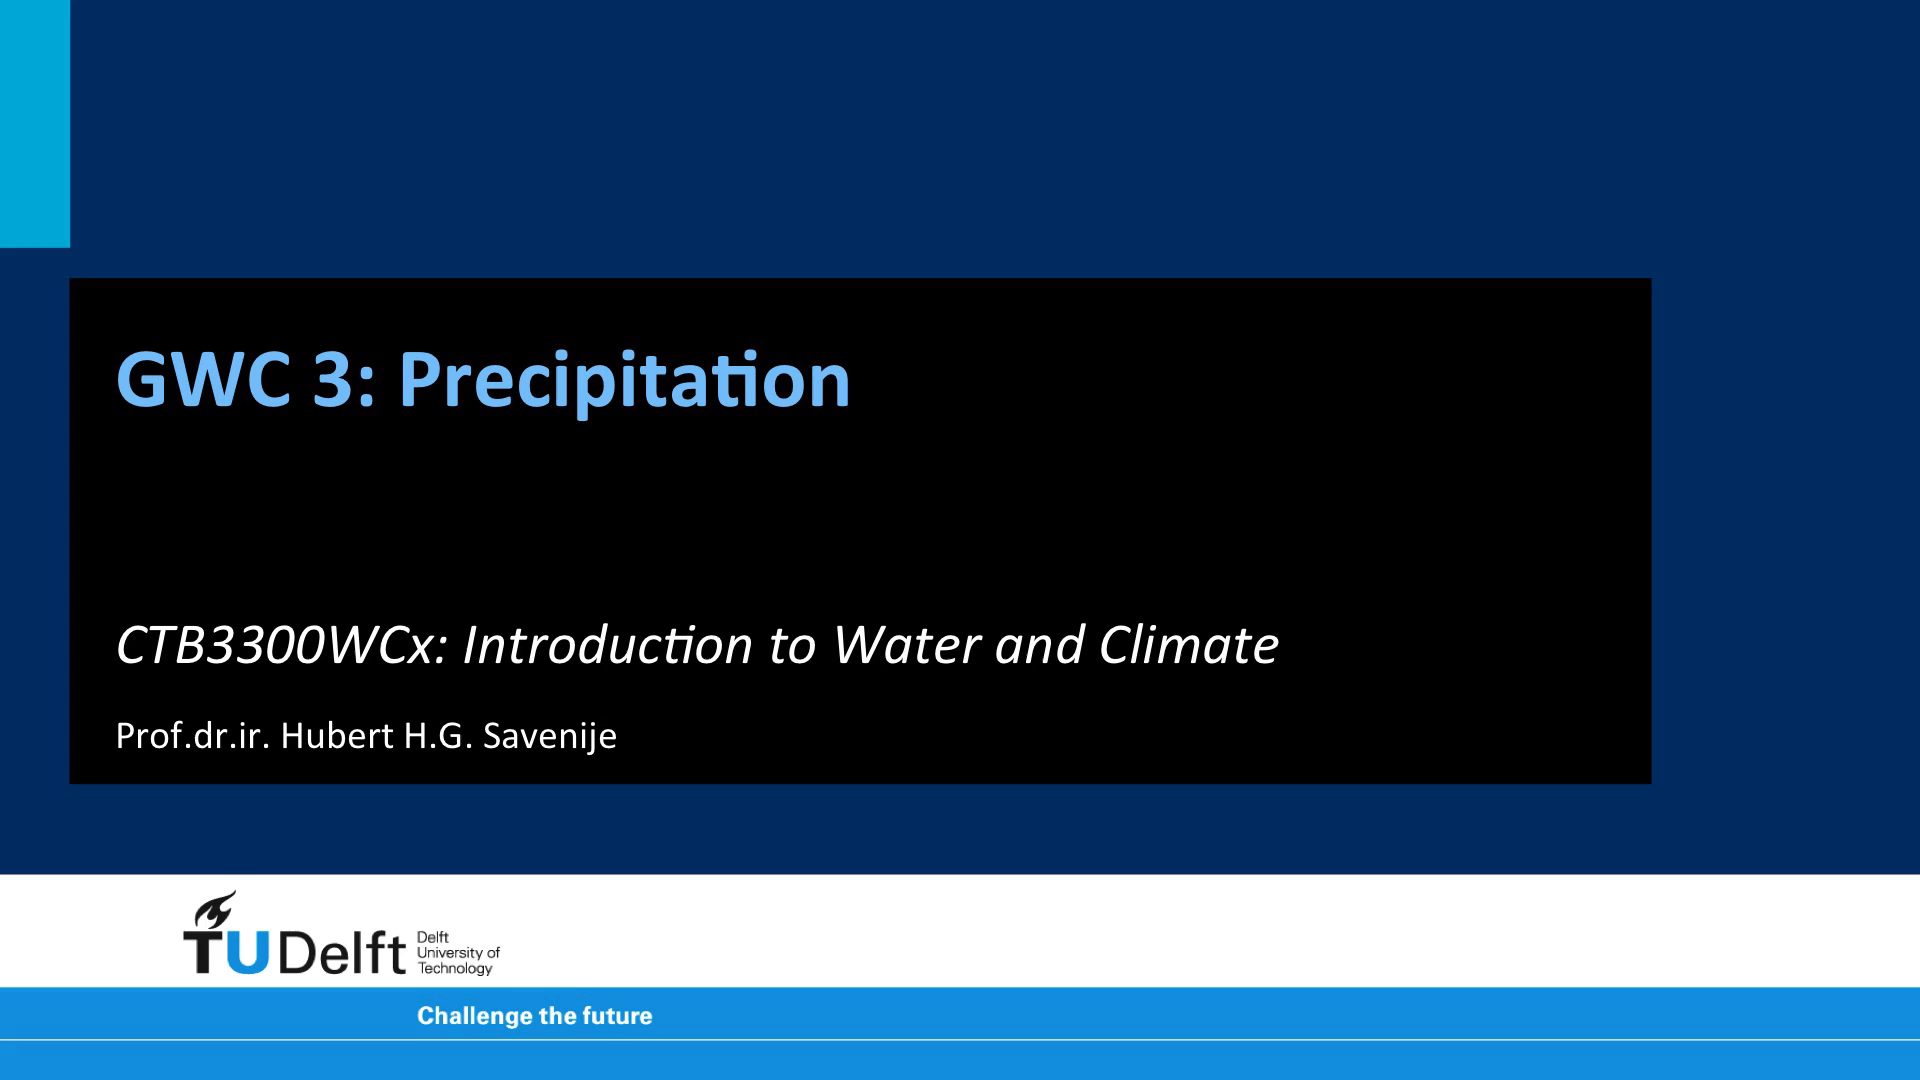 GWC 3: Precipitation
CTB3300WCx: Introduction to Water and Climate
Prof.dr.ir. Hubert H.G. Savenije
TUDelft
Delft
University of
Technology
Challenge the future